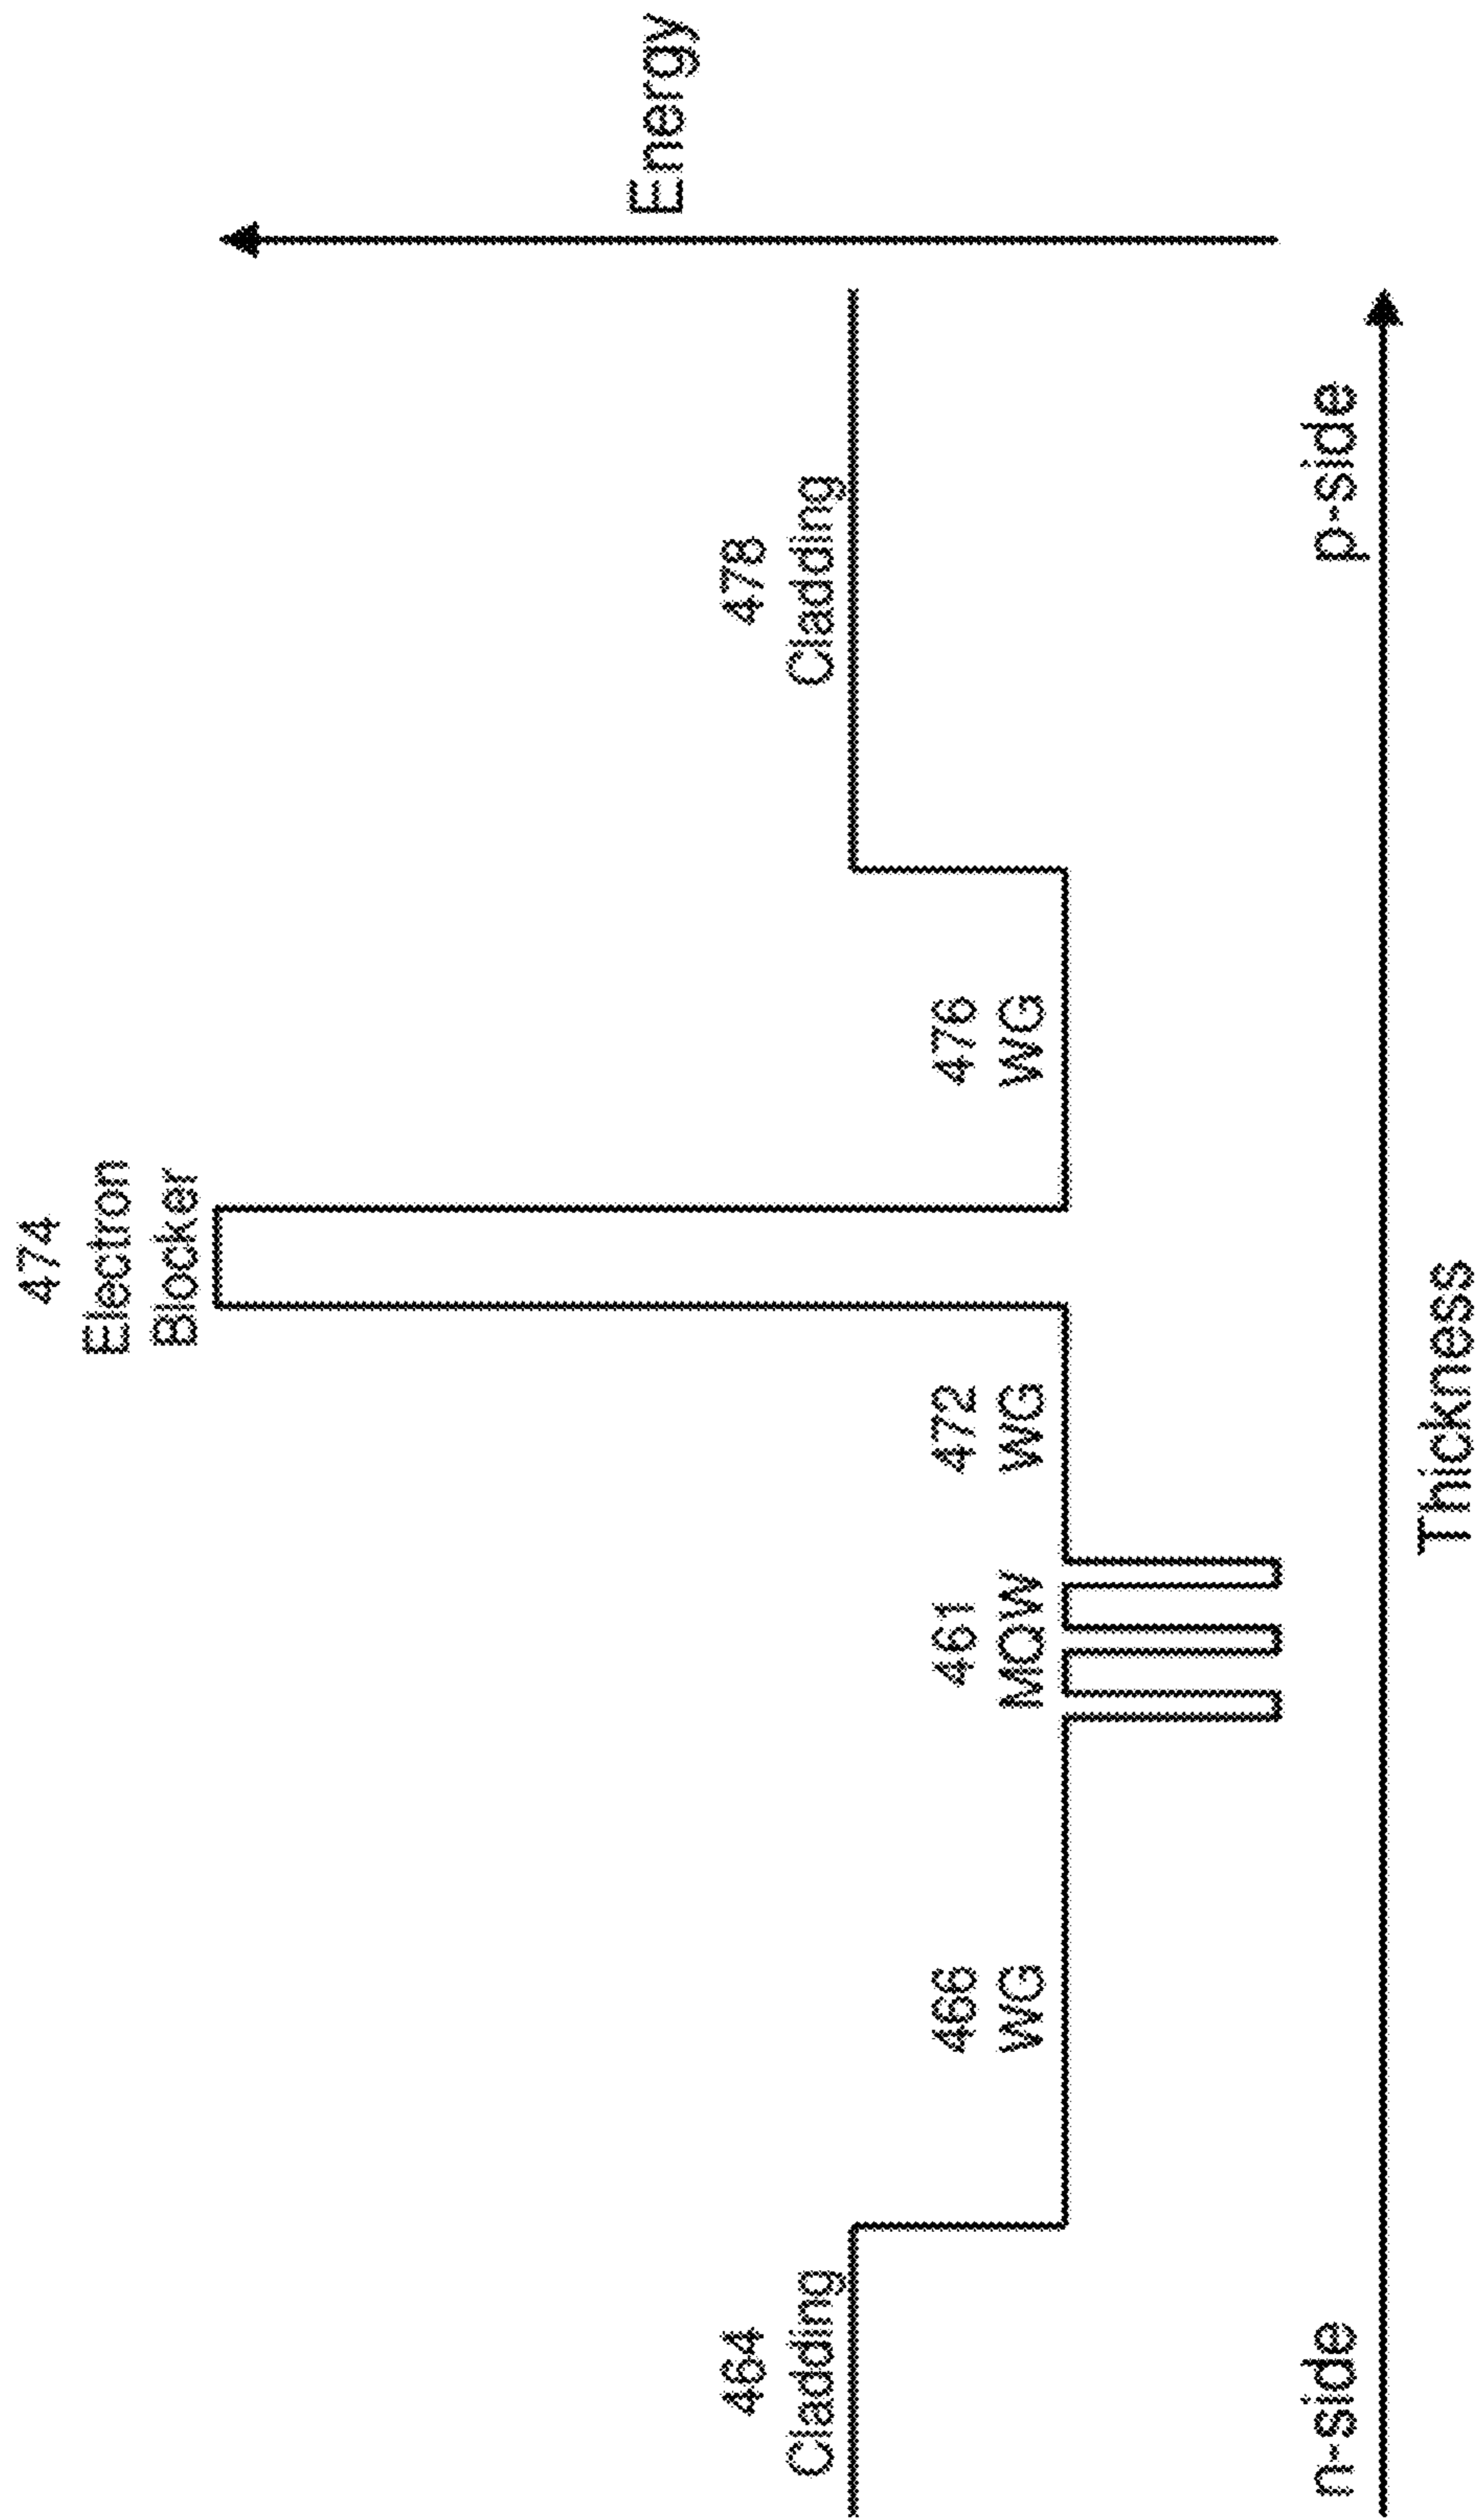 474
Electron
Blocker
464
Cladding
478
Cladding
466
WG
461
MQW
472
WG
476
WG
Energy
n-side
p-side
Thickness